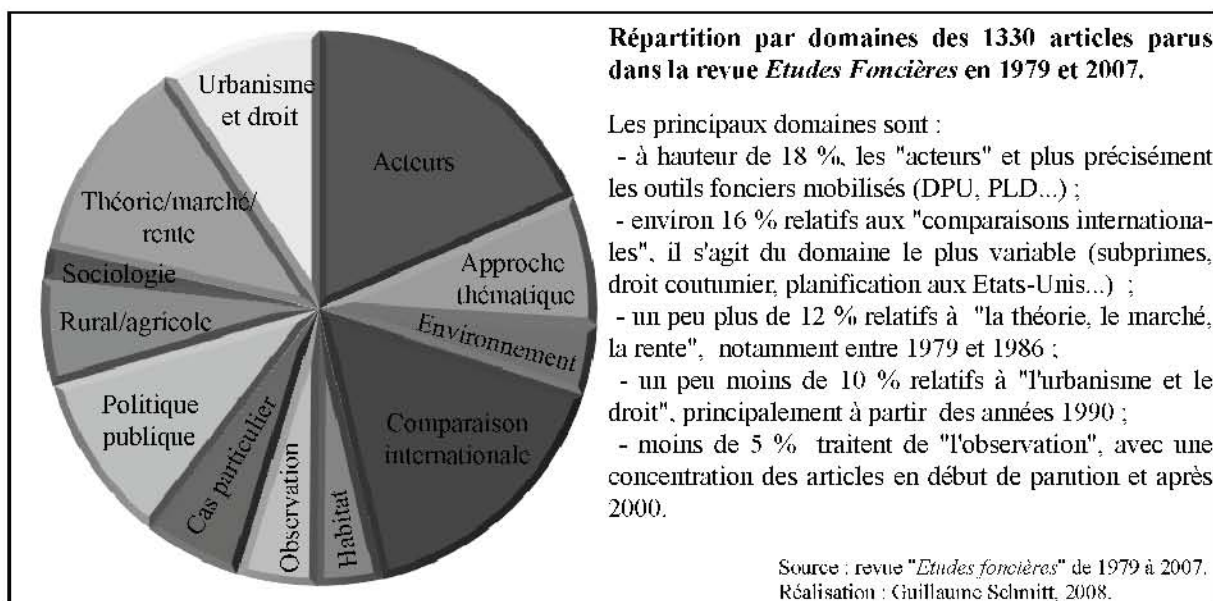 Urbanisme
et droit
Acteurs
Théorie/marché/
rente
Sociologie
Rural/agricole
Politique
publique
Cas particulier
Observation
Habitat
Comparaison
internationale
Environnement
Approche
thématique
Répartition par domaines des 1330 articles parus
dans la revue Etudes Foncières en 1979 et 2007.
Les principaux domaines sont :
- à hauteur de 18 %, les "acteurs" et plus précisément
les outils fonciers mobilisés (DPU, PLD...) ;
- environ 16 % relatifs aux "comparaisons internationa-
les", il s'agit du domaine le plus variable (subprimes,
droit coutumier, planification aux Etats-Unis...) ;
- un peu plus de 12 % relatifs à "la théorie, le marché,
la rente", notamment entre 1979 et 1986 ;
- un peu moins de 10 % relatifs à "l'urbanisme et le
droit", principalement à partir des années 1990 ;
- moins de 5 % traitent de "l'observation", avec une
concentration des articles en début de parution et après
2000.
Source : revue "Etudes foncières" de 1979 à 2007.
Réalisation : Guillaume Schmitt, 2008.